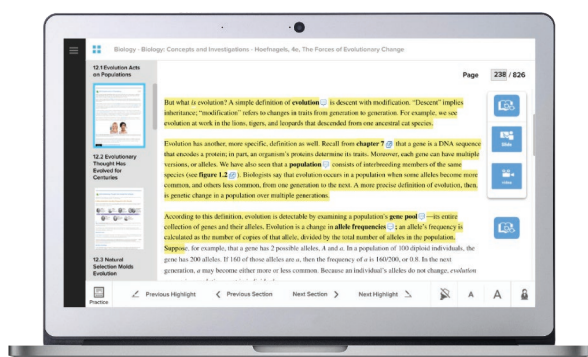 Biology - Biology: Concepts and Investigations - Hoefnagels, 4e, The Forces of Evolutionary Change
12.1 Evolution Acts
on Populations
Page 238 / 826
But what is evolution? A simple definition of evolution is descent with modification. "Descent" implies
inheritance; "modification" refers to changes in traits from generation to generation. For example, we see
evolution at work in the lions, tigers, and leopards that descended from one ancestral cat species.
Evolution has another, more specific, definition as well. Recall from chapter 7 that a gene is a DNA sequence
that encodes a protein; in part, an organism's proteins determine its traits. Moreover, each gene can have multiple
versions, or alleles. We have also seen that a population consists of interbreeding members of the same
species (see figure 1.2). Biologists say that evolution occurs in a population when some alleles become more
common, and others less common, from one generation to the next. A more precise definition of evolution, then,
is genetic change in a population over multiple generations.
According to this definition, evolution is detectable by examining a population's gene pool —its entire
collection of genes and their alleles. Evolution is a change in allele frequencies; an allele's frequency is
calculated as the number of copies of that allele, divided by the total number of alleles in the population.
Suppose, for example, that a gene has 2 possible alleles, A and a. In a population of 100 diploid individuals, the
gene has 200 alleles. If 160 of those alleles are a, then the frequency of a is 160/200, or 0.8. In the next
generation, a may become either more or less common. Because an individual's alleles do not change, evolution
12.2 Evolutionary
Thought Has
Evolved for
Centuries
12.3 Natural
Selection Molds
Evolution
Slide
Practice
Previous Highlight
Previous Section
Next Section
Next Highlight
A
A